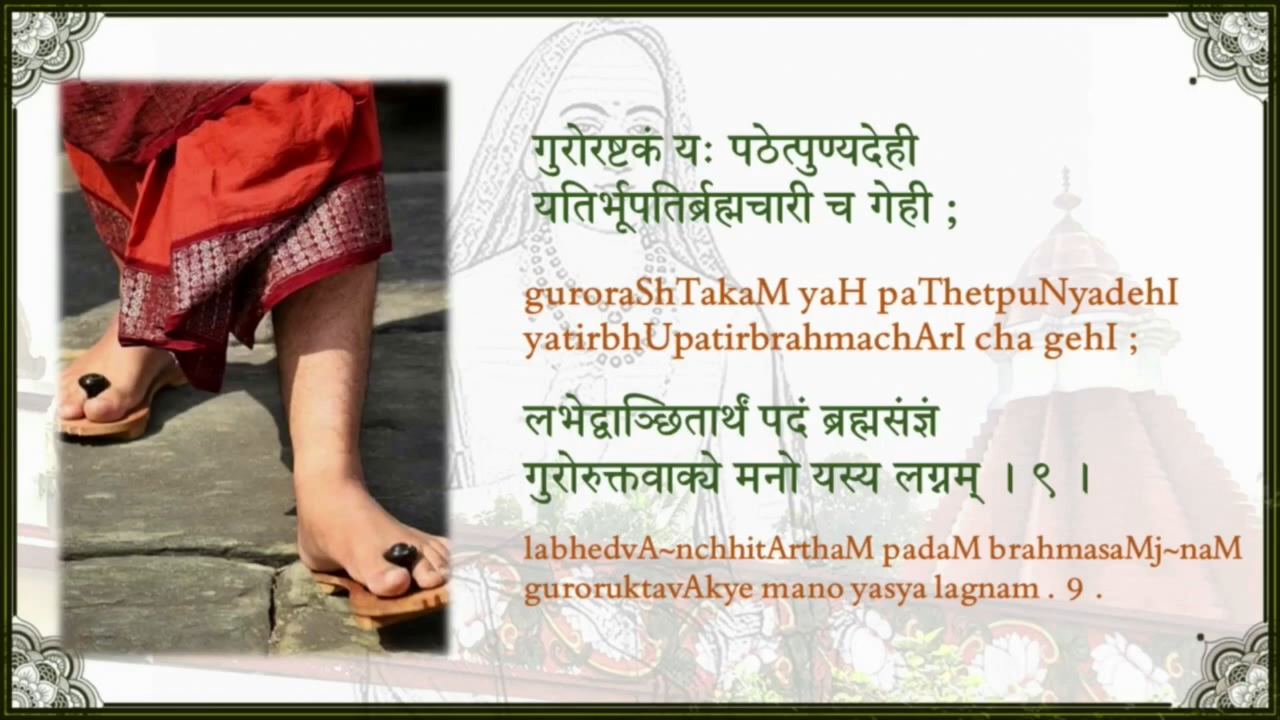 गुरोरष्टकं यः पठेत्पुण्यदेही
यतिर्भूपतिर्ब्रह्मचारी च गेही ;
guroraShTakaM yaH paThetpuNyadehI
yatirbhUpatirbrahmachArI cha gehI ;
लभेद्वाञ्छितार्थं पदं ब्रह्मसंज्ञं
गुरोरुक्तवाक्ये मनो यस्य लग्नम् । ९ ।
labhedvA~nchhitArthaM padaM brahmasaMj~naM
guroruktavAkye mano yasya lagnam . 9 .